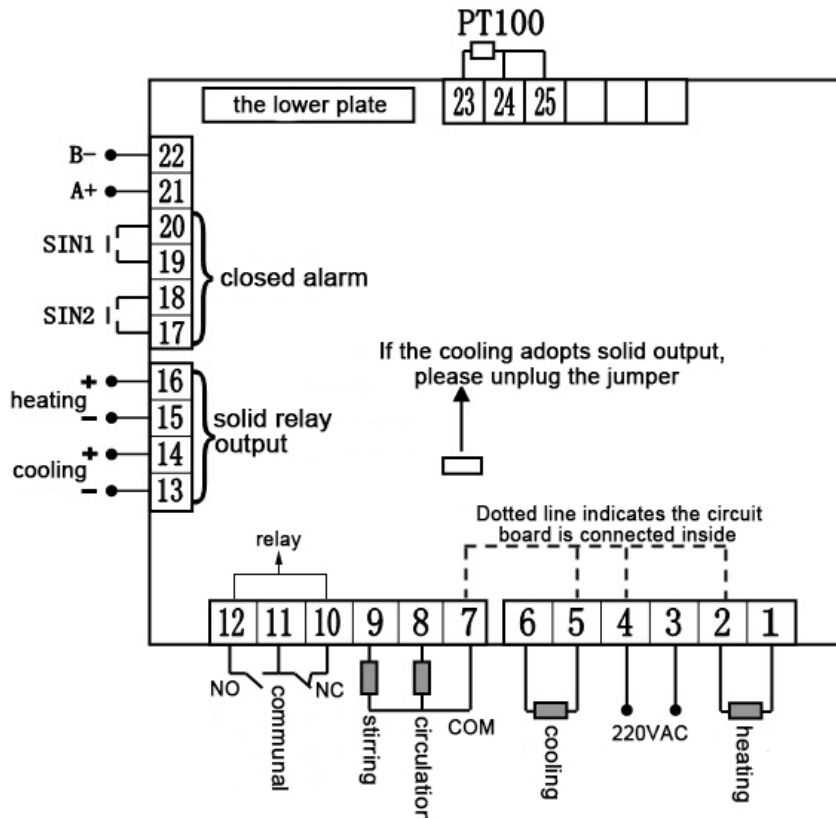 PT100
23 24 25
the lower plate
B- 22
A+ 21
SIN1
20
19
closed alarm
SIN2
18
17
If the cooling adopts solid output,
please unplug the jumper
heating
+ 16
- 15
solid relay
output
cooling
+ 14
- 13
Dotted line indicates the circuit
board is connected inside
relay
12 11 10 9 8 7 6 5 4 3 2 1
NO
communal
NC
stirring
circulation
COM
cooling
220VAC
heating